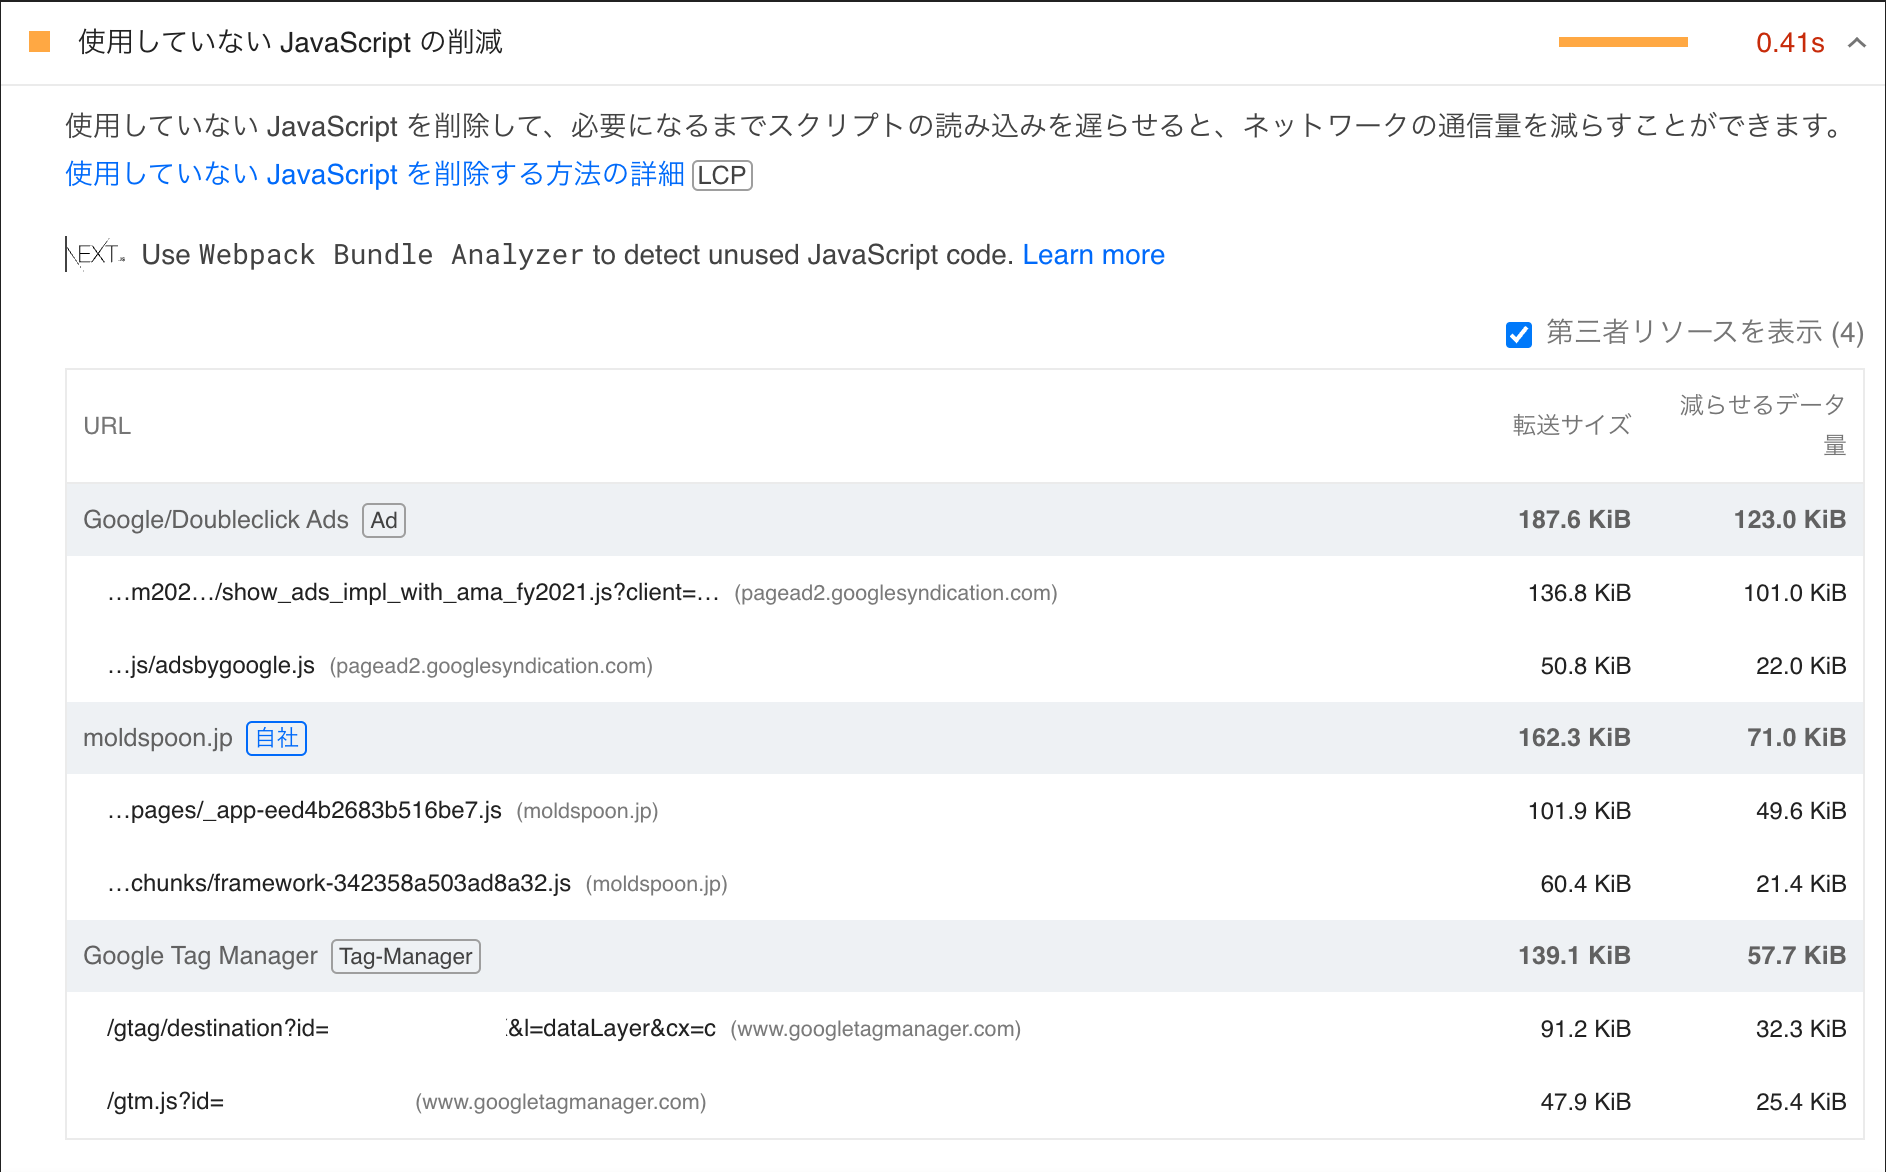 使用していない JavaScript の削減 0.41s
使用していない JavaScript を削除して、必要になるまでスクリプトの読み込みを遅らせると、ネットワークの通信量を減らすことができます。
使用していない JavaScript を削除する方法の詳細 LCP
NEXT.js Use Webpack Bundle Analyzer to detect unused JavaScript code. Learn more
第三者リソースを表示 (4)
URL 転送サイズ 減らせるデータ
量
Google/Doubleclick Ads Ad 187.6 KiB 123.0 KiB
…m202…/show_ads_impl_with_ama_fy2021.js?client=… (pagead2.googlesyndication.com) 136.8 KiB 101.0 KiB
…js/adsbygoogle.js (pagead2.googlesyndication.com) 50.8 KiB 22.0 KiB
moldspoon.jp 自社 162.3 KiB 71.0 KiB
…pages/_app-eed4b2683b516be7.js (moldspoon.jp) 101.9 KiB 49.6 KiB
…chunks/framework-342358a503ad8a32.js (moldspoon.jp) 60.4 KiB 21.4 KiB
Google Tag Manager Tag-Manager 139.1 KiB 57.7 KiB
/gtag/destination?id= &l=dataLayer&cx=c (www.googletagmanager.com) 91.2 KiB 32.3 KiB
/gtm.js?id= (www.googletagmanager.com) 47.9 KiB 25.4 KiB